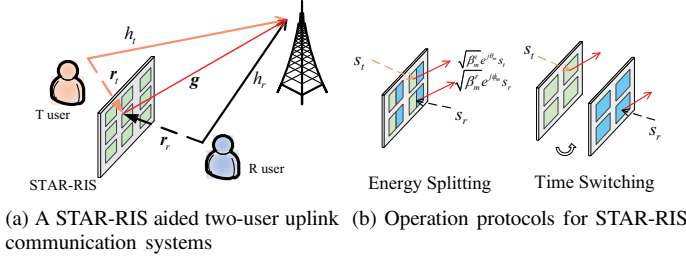 h_t
r_t
g
h_r
T user
r_r
STAR-RIS
R user
s_t
√β_m^t e^{jθ_m} s_t
√β_m^r e^{jϕ_m} s_r
s_r
s_t
s_r
Energy Splitting
Time Switching
(a) A STAR-RIS aided two-user uplink communication systems
(b) Operation protocols for STAR-RIS